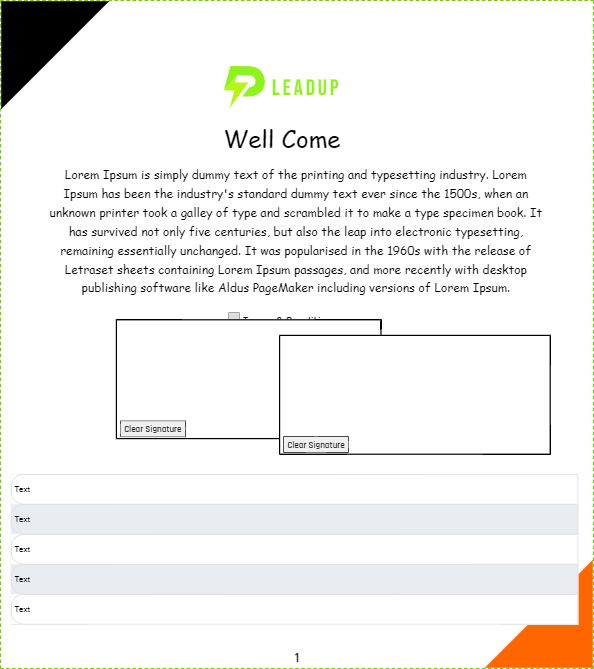 LEADUP
Well Come
Lorem Ipsum is simply dummy text of the printing and typesetting industry. Lorem
Ipsum has been the industry's standard dummy text ever since the 1500s, when an
unknown printer took a galley of type and scrambled it to make a type specimen book. It
has survived not only five centuries, but also the leap into electronic typesetting,
remaining essentially unchanged. It was popularised in the 1960s with the release of
Letraset sheets containing Lorem Ipsum passages, and more recently with desktop
publishing software like Aldus PageMaker including versions of Lorem Ipsum.
Clear Signature
Clear Signature
Text
Text
Text
Text
Text
1